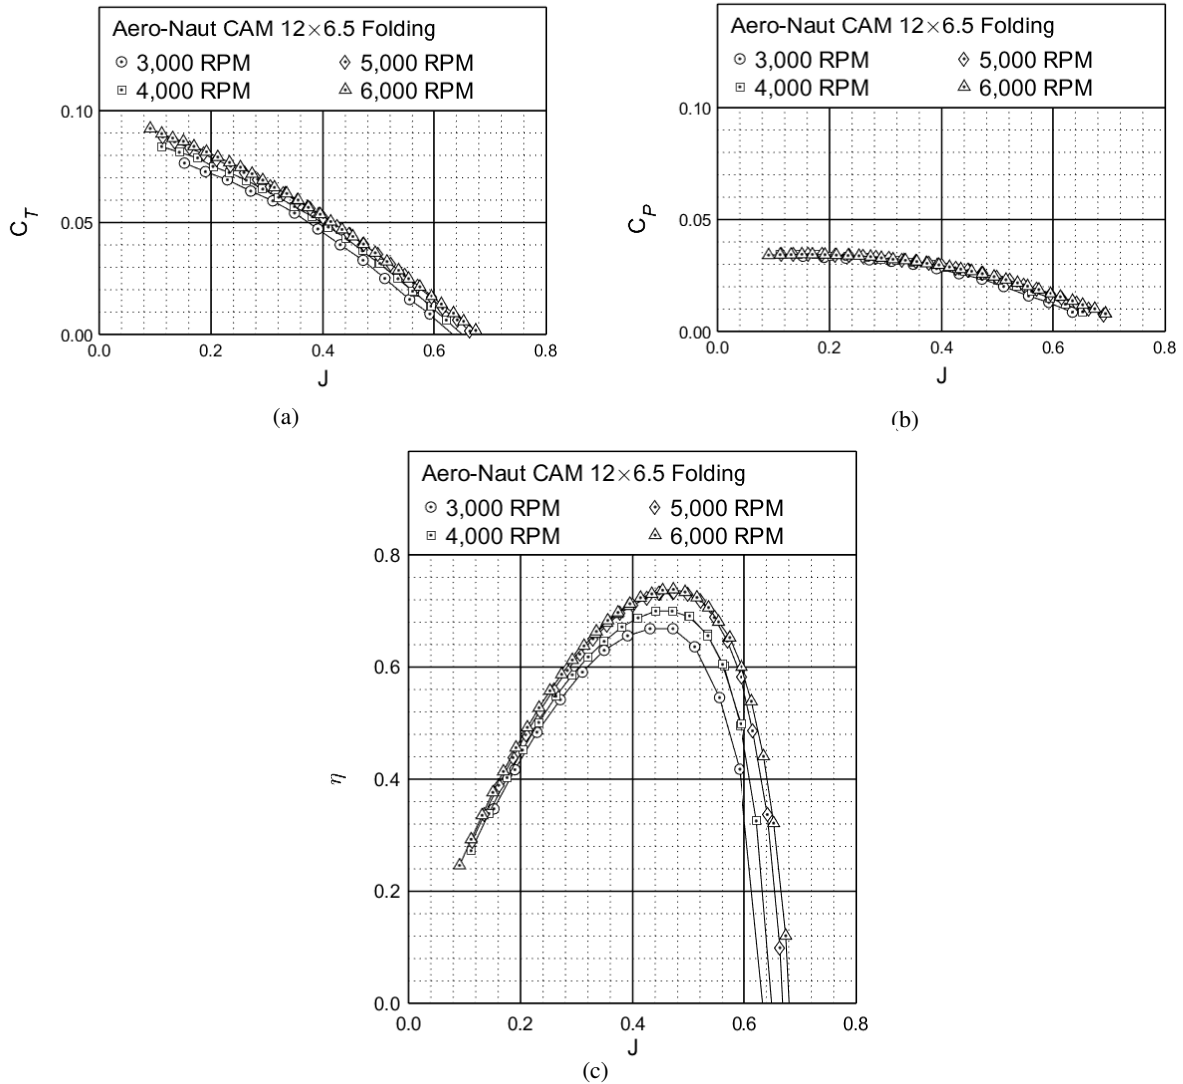 Aero-Naut CAM 12×6.5 Folding
3,000 RPM
5,000 RPM
4,000 RPM
6,000 RPM
0.10
0.05
0.00
C_T
0.0
0.2
0.4
0.6
0.8
J
(a)
Aero-Naut CAM 12×6.5 Folding
3,000 RPM
5,000 RPM
4,000 RPM
6,000 RPM
0.10
0.05
0.00
C_P
0.0
0.2
0.4
0.6
0.8
J
(b)
Aero-Naut CAM 12×6.5 Folding
3,000 RPM
5,000 RPM
4,000 RPM
6,000 RPM
0.8
0.6
0.4
0.2
0.0
η
0.0
0.2
0.4
0.6
0.8
J
(c)